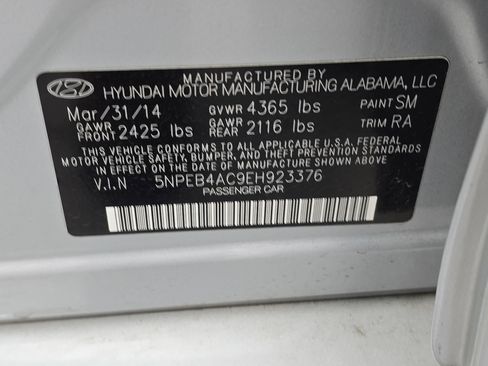 MANUFACTURED BY
HYUNDAI MOTOR MANUFACTURING ALABAMA, LLC
Mar/31/14 GVWR 4365 lbs PAINT SM
GAWR FRONT 2425 lbs GAWR REAR 2116 lbs TRIM RA
THIS VEHICLE CONFORMS TO ALL APPLICABLE U.S. FEDERAL
MOTOR VEHICLE SAFETY, BUMPER, AND THEFT PREVENTION STANDARDS
IN EFFECT ON THE DATE OF MANUFACTURE SHOWN ABOVE.
V.I.N 5NPEB4AC9EH923376
PASSENGER CAR